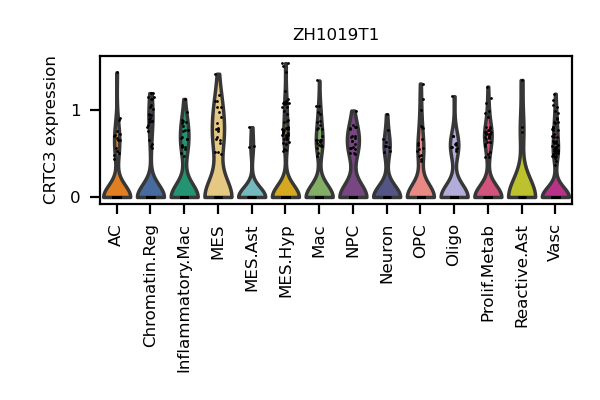 ZH1019T1
CRTC3 expression
1
0
AC
Chromatin.Reg
Inflammatory.Mac
MES
MES.Ast
MES.Hyp
Mac
NPC
Neuron
OPC
Oligo
Prolif.Metab
Reactive.Ast
Vasc